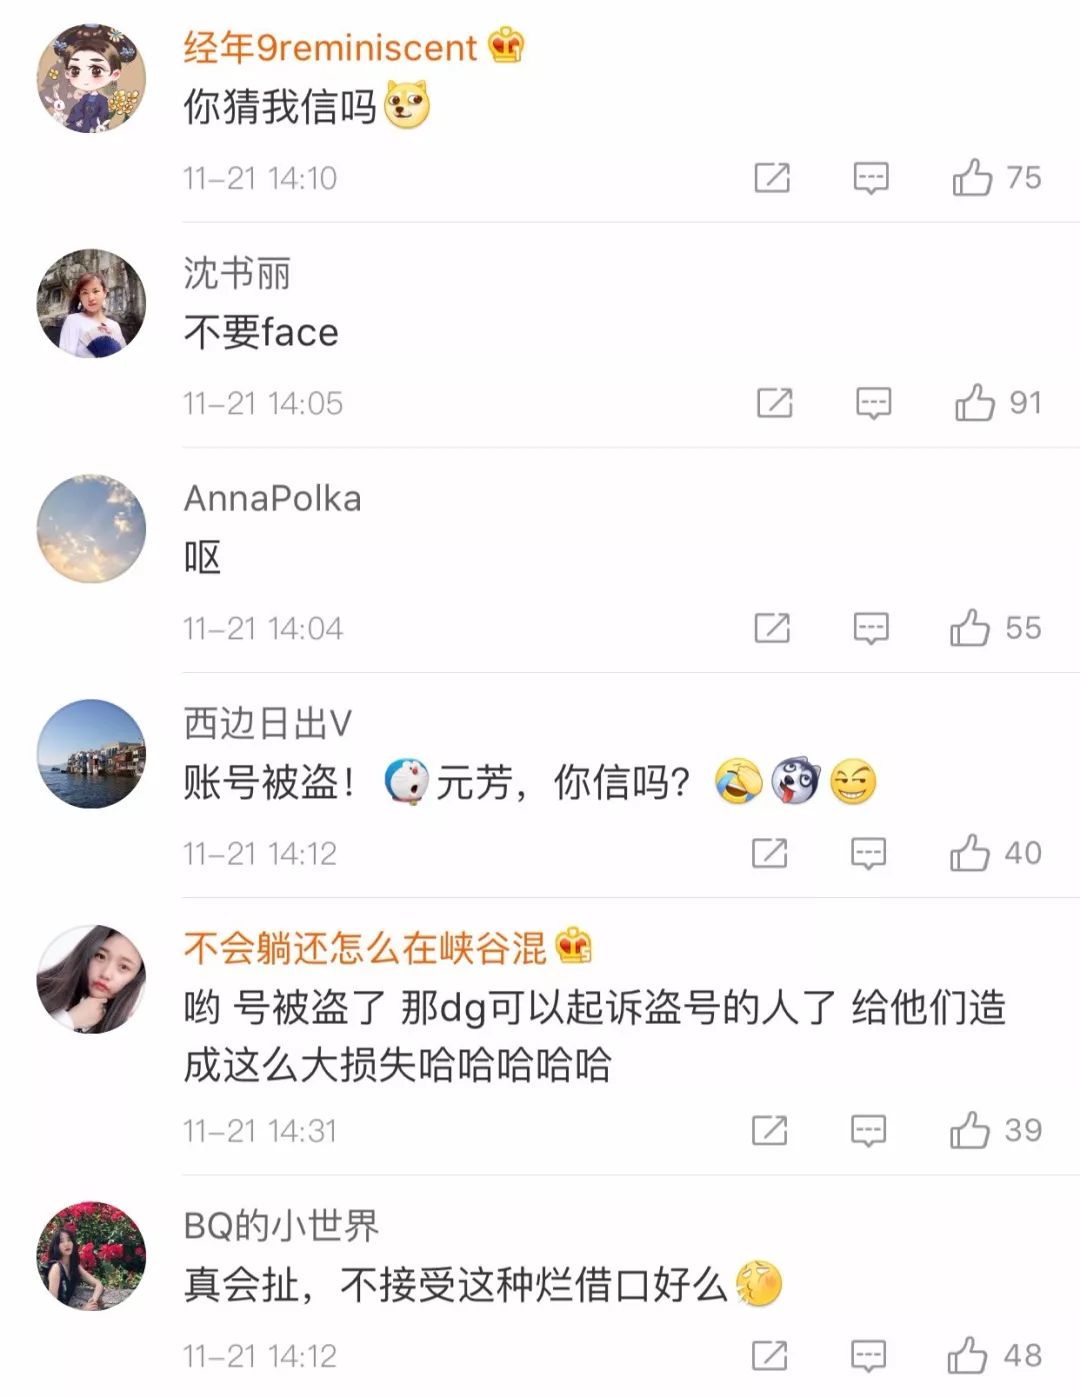 经年9reminiscent
你猜我信吗
11-21 14:10
75
沈书丽
不要face
11-21 14:05
91
AnnaPolka
呕
11-21 14:04
55
西边日出V
账号被盗！元芳，你信吗？
11-21 14:12
40
不会躺还怎么在峡谷混
哟 号被盗了 那dg可以起诉盗号的人了 给他们造
成这么大损失哈哈哈哈哈
11-21 14:31
39
BQ的小世界
真会扯，不接受这种烂借口好么
11-21 14:12
48